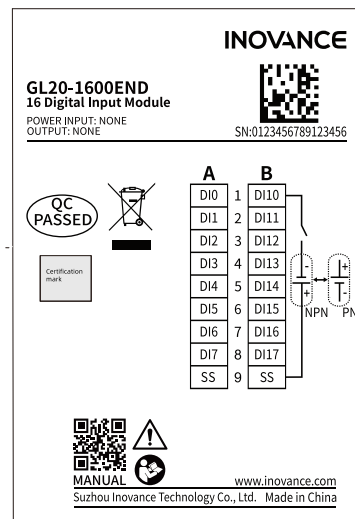 INOVANCE
GL20-1600END
16 Digital Input Module
POWER INPUT: NONE
OUTPUT: NONE
SN:0123456789123456
QC
PASSED
Certification
mark
A B
DI0 1 DI10
DI1 2 DI11
DI2 3 DI12
DI3 4 DI13
DI4 5 DI14
DI5 6 DI15
DI6 7 DI16
DI7 8 DI17
SS 9 SS
- +
+ -
NPN PN
MANUAL
www.inovance.com
Suzhou Inovance Technology Co., Ltd. Made in China